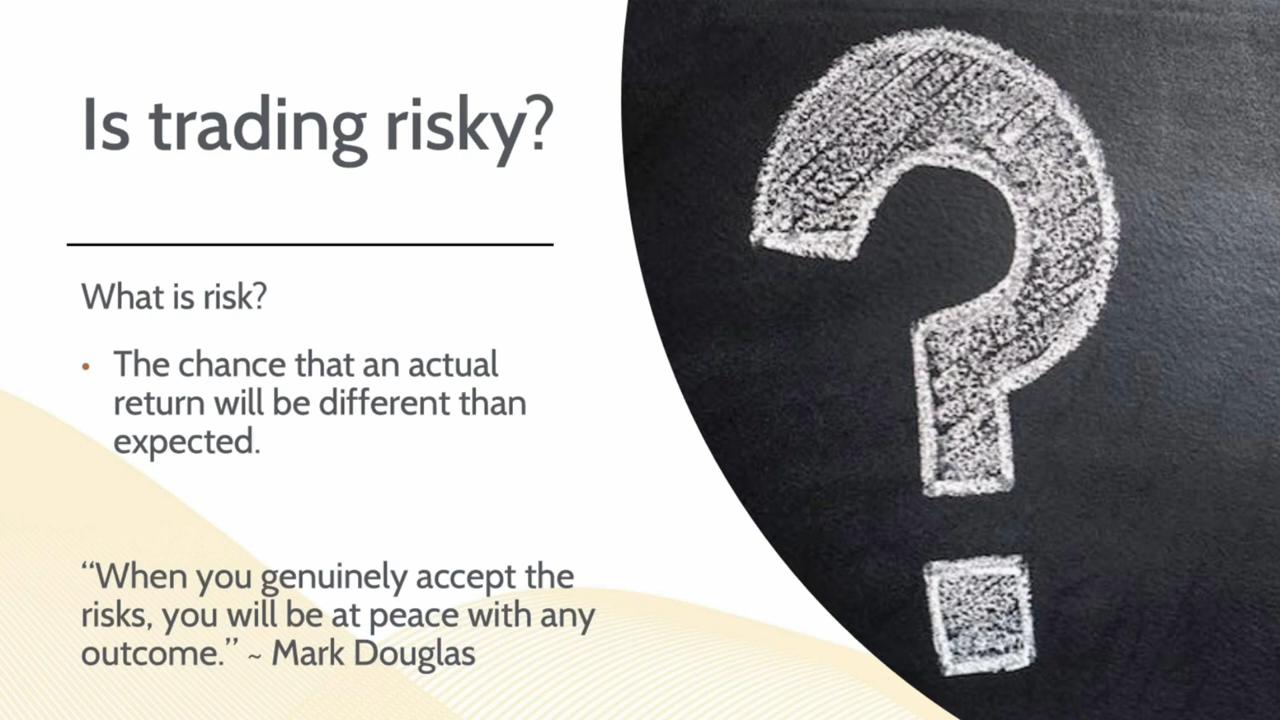 Is trading risky?
What is risk?
• The chance that an actual
return will be different than
expected.
“When you genuinely accept the
risks, you will be at peace with any
outcome.” ~ Mark Douglas